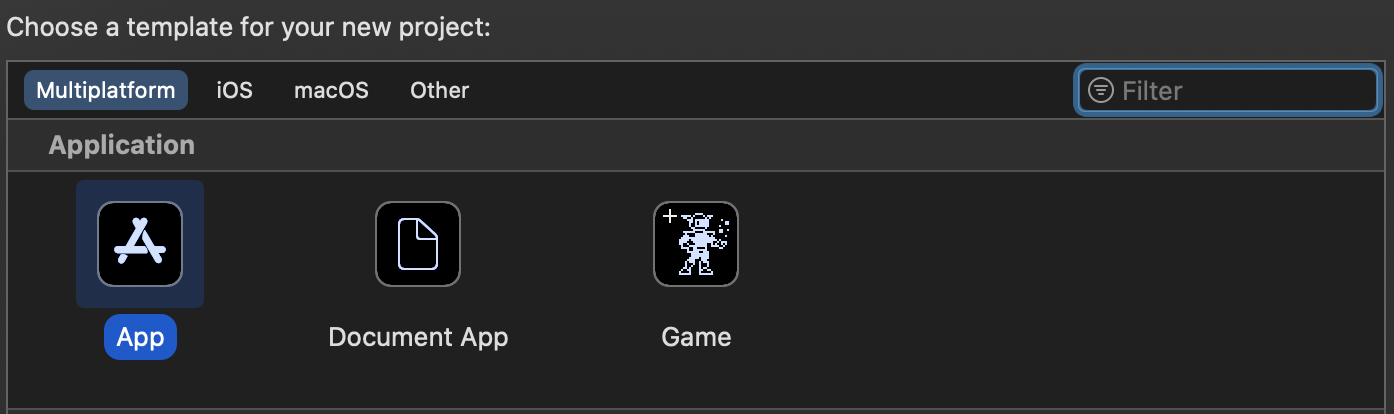 Choose a template for your new project:
Multiplatform iOS macOS Other Filter
Application
App Document App Game